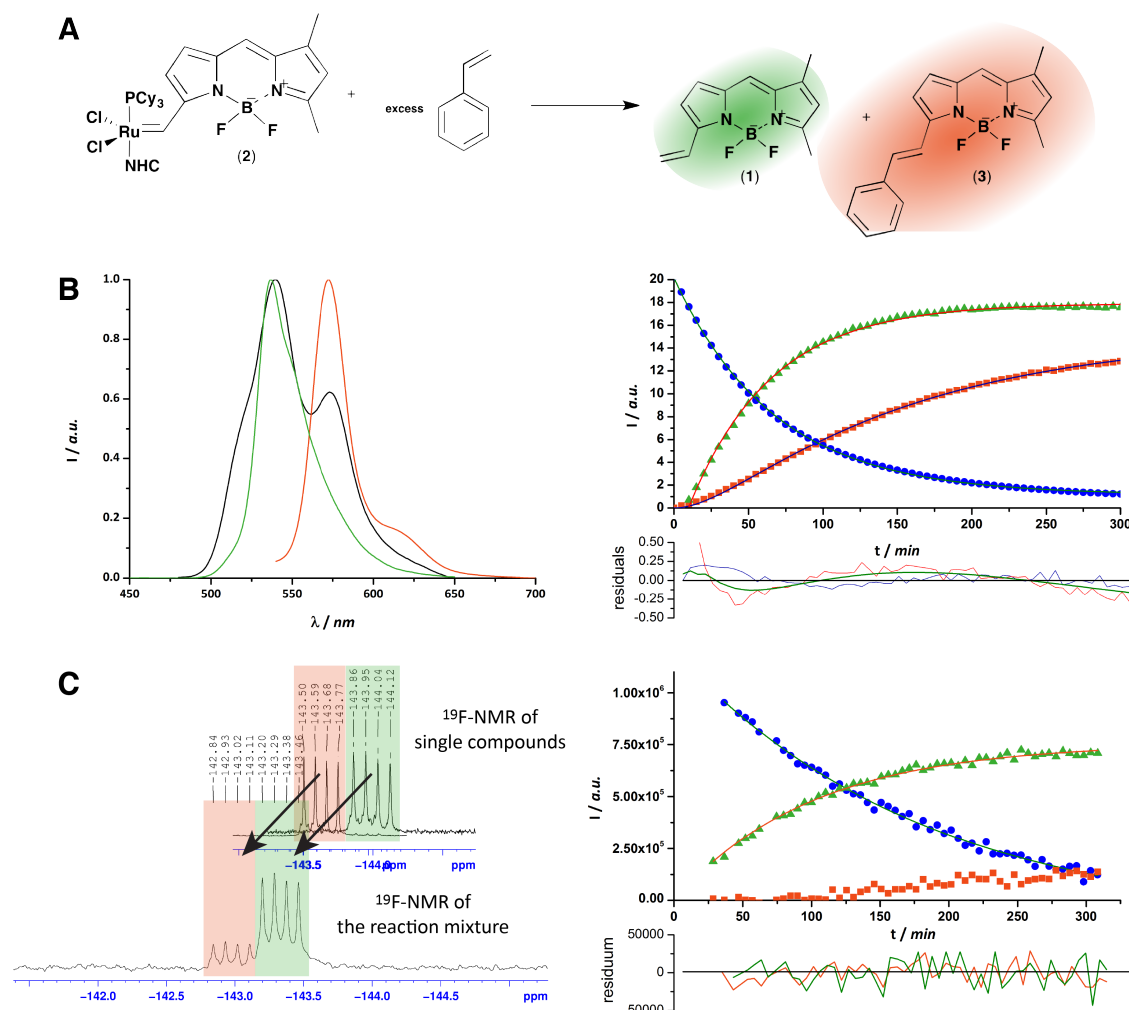 A
PCy3
Cl
Ru
Cl
NHC
N
B
−
N
+
F
F
(2)
+
excess
N
B
−
N
+
F
F
(1)
+
N
B
−
N
+
F
F
(3)
B
I / a.u.
1.0
0.8
0.6
0.4
0.2
0.0
450
500
550
600
650
700
λ / nm
I / a.u.
20
18
16
14
12
10
8
6
4
2
0
0
50
100
150
200
250
300
t / min
residuals
0.50
0.25
0.00
-0.25
-0.50
C
−143.50
−143.59
−143.68
−143.77
−143.86
−143.95
−144.04
−144.12
19F-NMR of
single compounds
−142.84
−142.93
−143.02
−143.11
−143.20
−143.29
−143.38
−143.46
−143.5
−144.0
ppm
ppm
19F-NMR of
the reaction mixture
−142.0
−142.5
−143.0
−143.5
−144.0
−144.5
ppm
I / a.u.
1.00x10^6
7.50x10^5
5.00x10^5
2.50x10^5
0.00
0
50
100
150
200
250
300
t / min
residuum
50000
0
50000